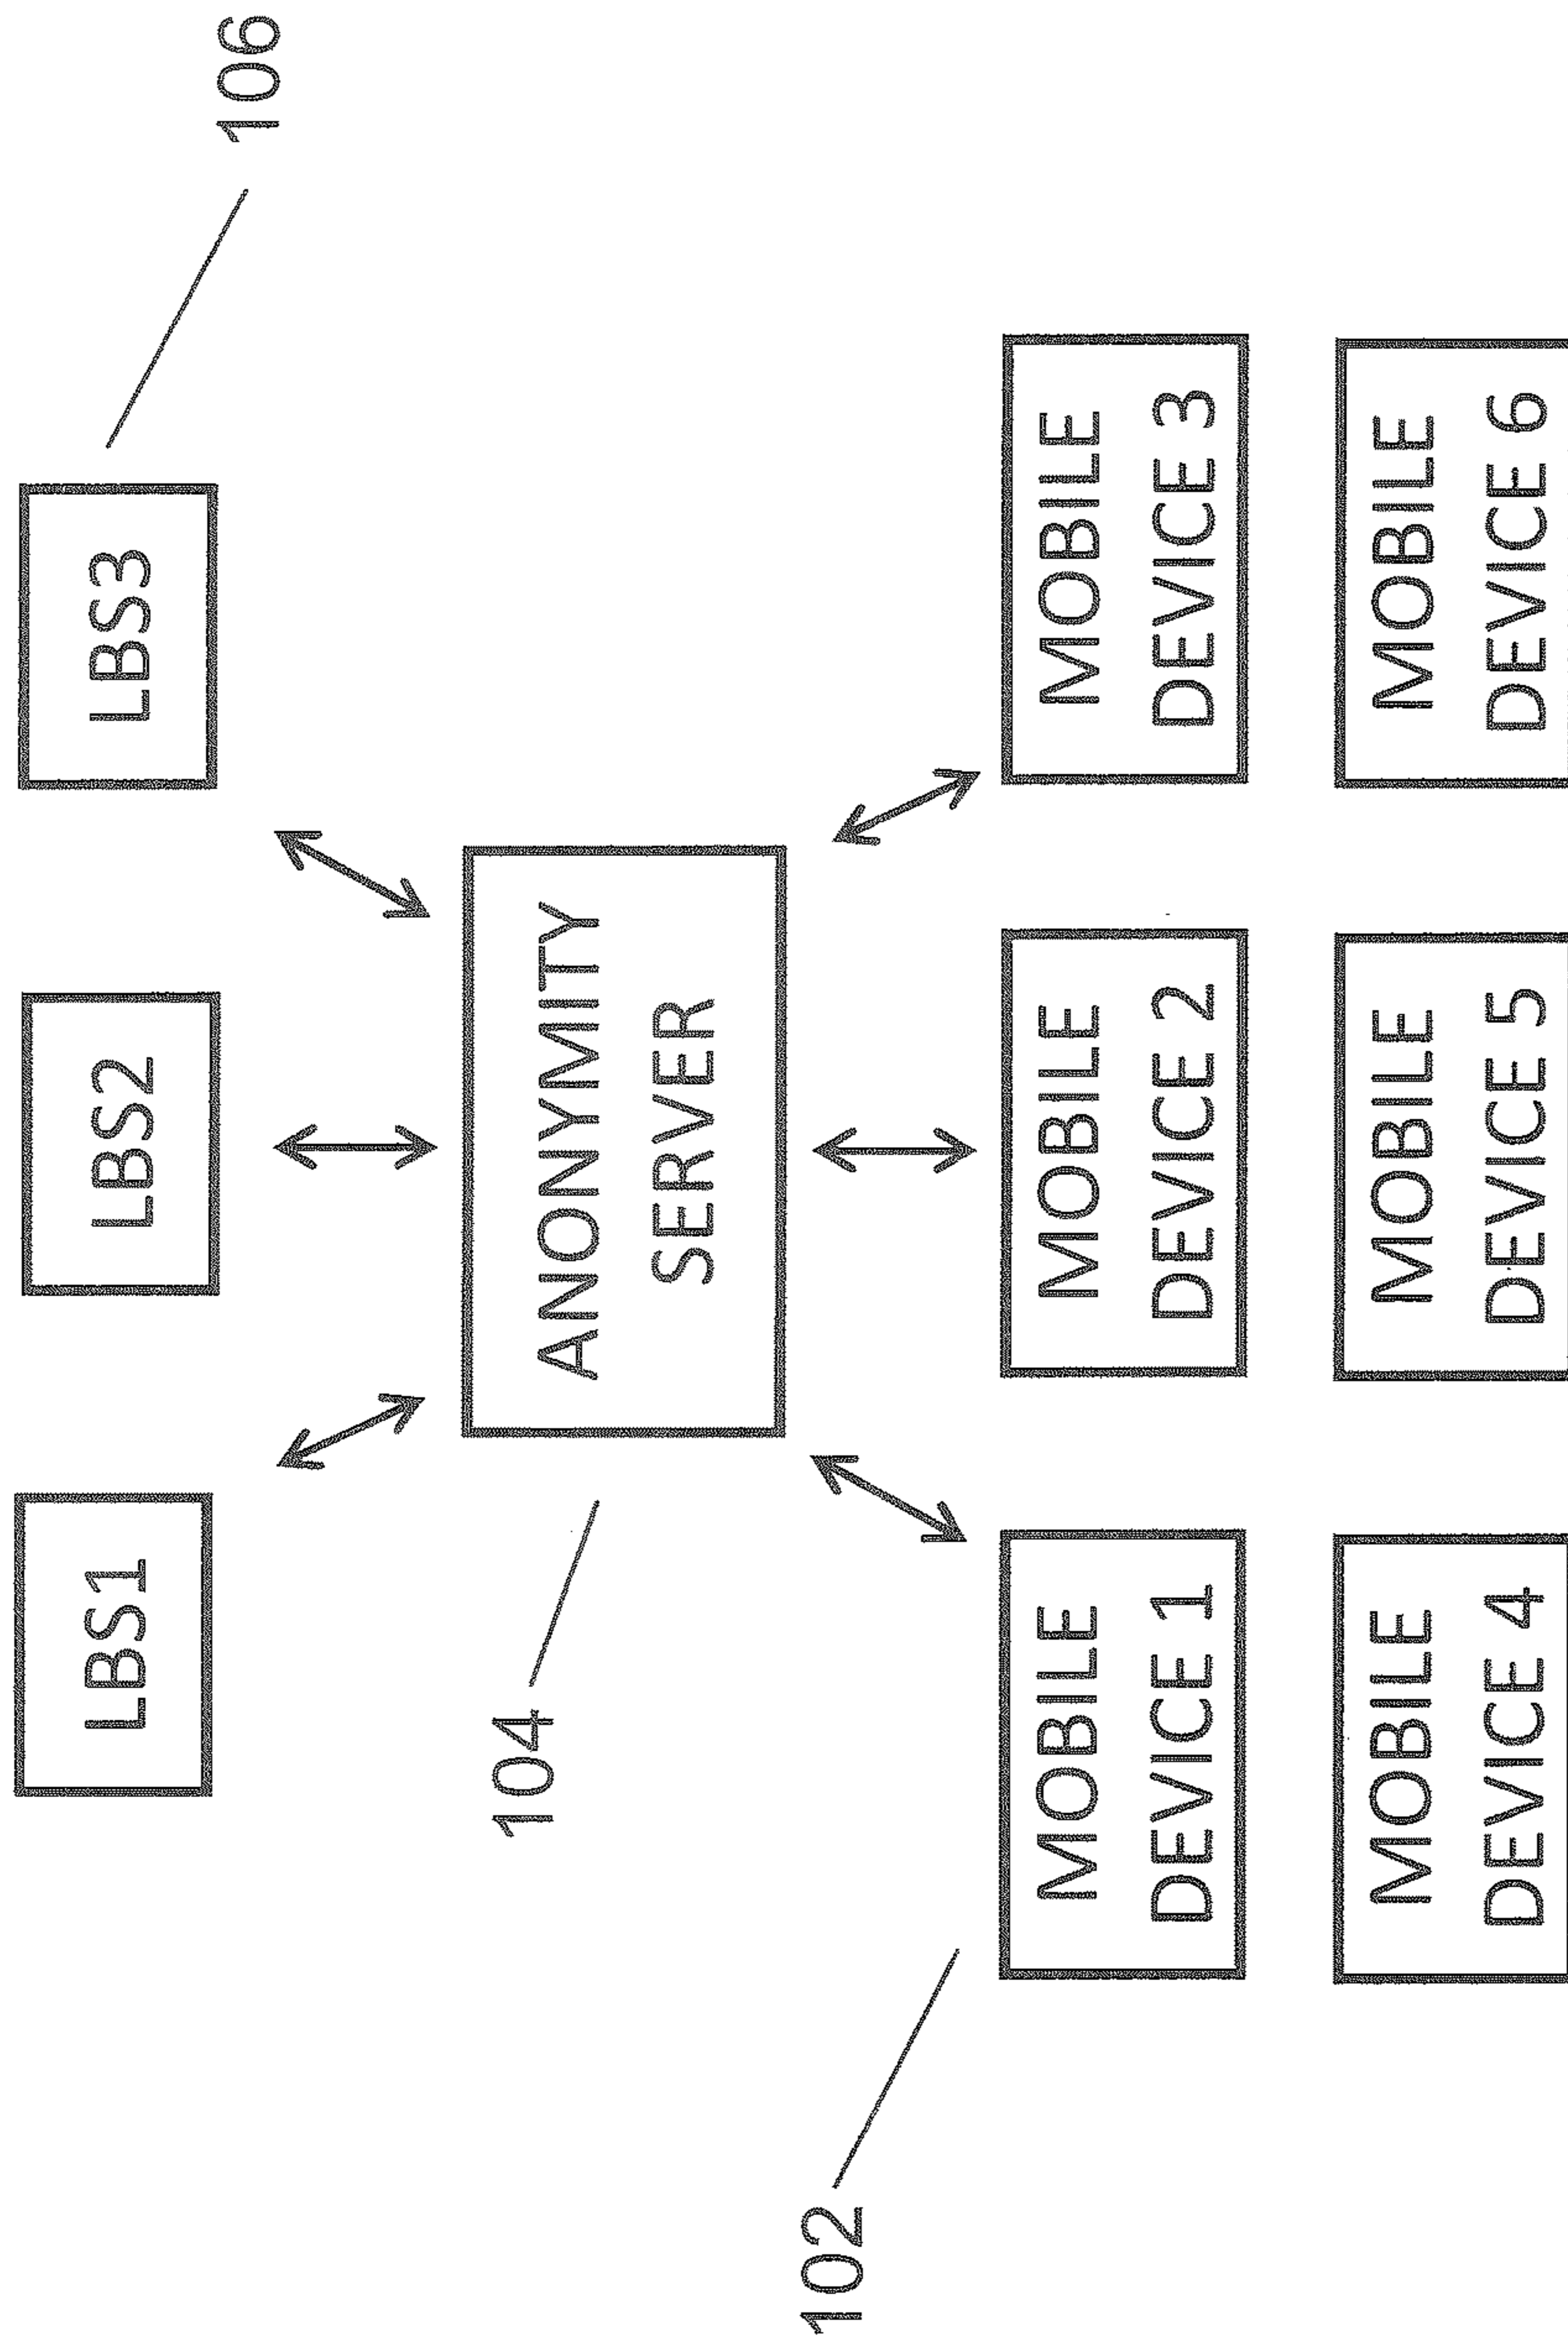 106
LBS1
LBS2
LBS3
104
ANONYMITY
SERVER
102
MOBILE
DEVICE 1
MOBILE
DEVICE 2
MOBILE
DEVICE 3
MOBILE
DEVICE 4
MOBILE
DEVICE 5
MOBILE
DEVICE 6